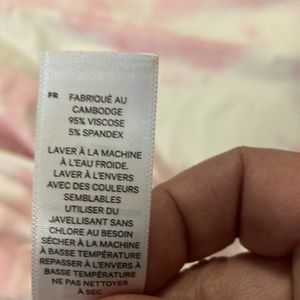 FR
FABRIQUÉ AU
CAMBODGE
95% VISCOSE
5% SPANDEX
LAVER À LA MACHINE
À L'EAU FROIDE.
LAVER À L'ENVERS
AVEC DES COULEURS
SEMBLABLES
UTILISER DU
JAVELLISANT SANS
CHLORE AU BESOIN
SÉCHER À LA MACHINE
À BASSE TEMPÉRATURE
REPASSER À L'ENVERS À
BASSE TEMPÉRATURE
NE PAS NETTOYER
À SEC